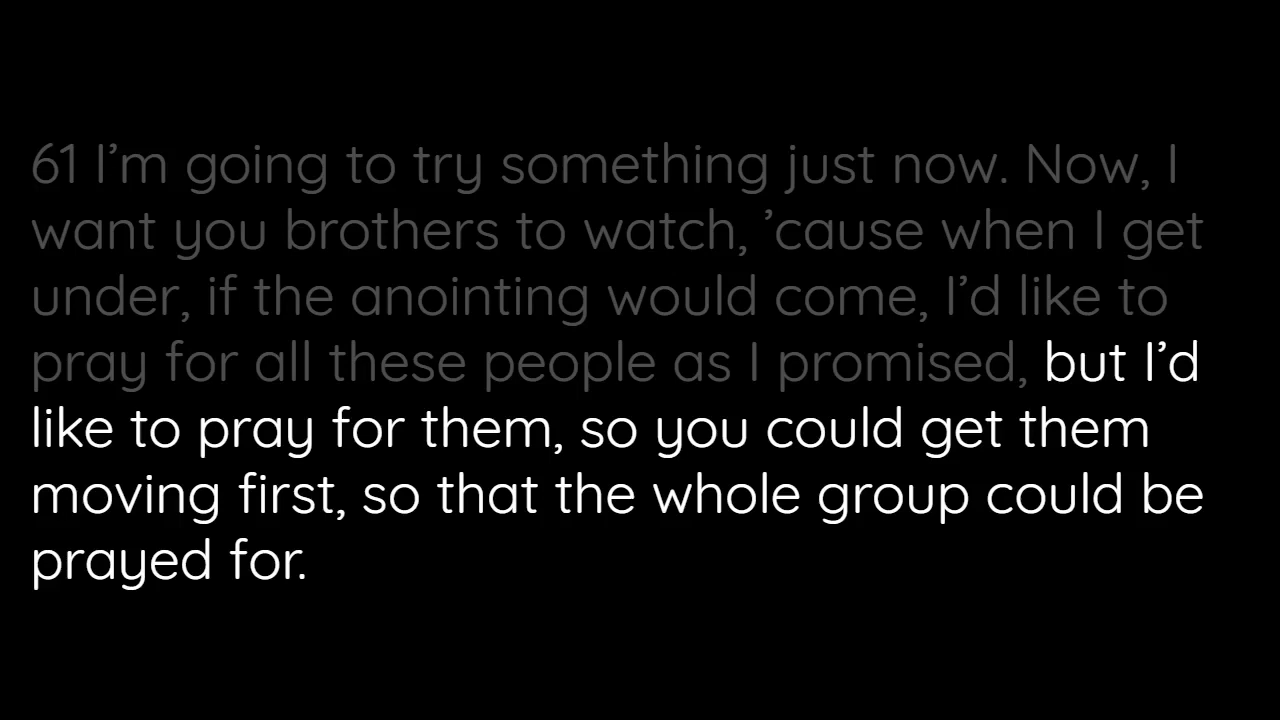 61 I’m going to try something just now. Now, I
want you brothers to watch, ’cause when I get
under, if the anointing would come, I’d like to
pray for all these people as I promised, but I’d
like to pray for them, so you could get them
moving first, so that the whole group could be
prayed for.